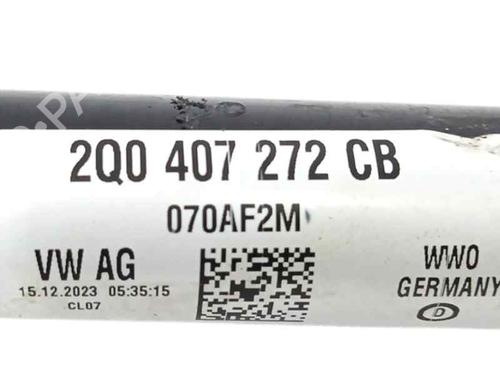 2Q0 407 272 CB
070AF2M
VW AG
15.12.2023 05:35:15
CL07
WWO
GERMANY
D